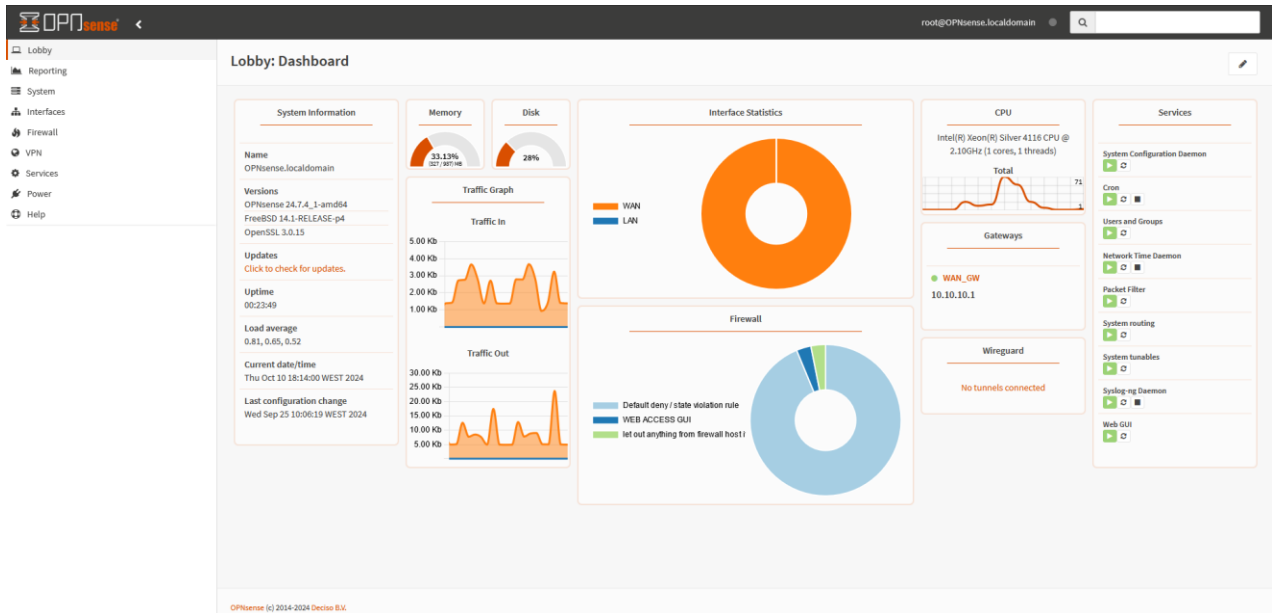 OPNsense
root@OPNsense.localdomain
Lobby
Reporting
System
Interfaces
Firewall
VPN
Services
Power
Help
Lobby: Dashboard
System Information
Name
OPNsense.localdomain
Versions
OPNsense 24.7.4_1-amd64
FreeBSD 14.1-RELEASE-p4
OpenSSL 3.0.15
Updates
Click to check for updates.
Uptime
00:23:49
Load average
0.81, 0.65, 0.52
Current date/time
Thu Oct 10 18:14:00 WEST 2024
Last configuration change
Wed Sep 25 10:06:19 WEST 2024
Memory
33.13%
(327 / 987) MB
Disk
28%
Traffic Graph
Traffic In
5.00 Kb
4.00 Kb
3.00 Kb
2.00 Kb
1.00 Kb
Traffic Out
30.00 Kb
25.00 Kb
20.00 Kb
15.00 Kb
10.00 Kb
5.00 Kb
Interface Statistics
WAN
LAN
Firewall
Default deny / state violation rule
WEB ACCESS GUI
let out anything from firewall host i
CPU
Intel(R) Xeon(R) Silver 4116 CPU @
2.10GHz (1 cores, 1 threads)
Total
71
1
Gateways
WAN_GW
10.10.10.1
Wireguard
No tunnels connected
Services
System Configuration Daemon
Cron
Users and Groups
Network Time Daemon
Packet Filter
System routing
System tunables
Syslog-ng Daemon
Web GUI
OPNsense (c) 2014-2024 Deciso B.V.